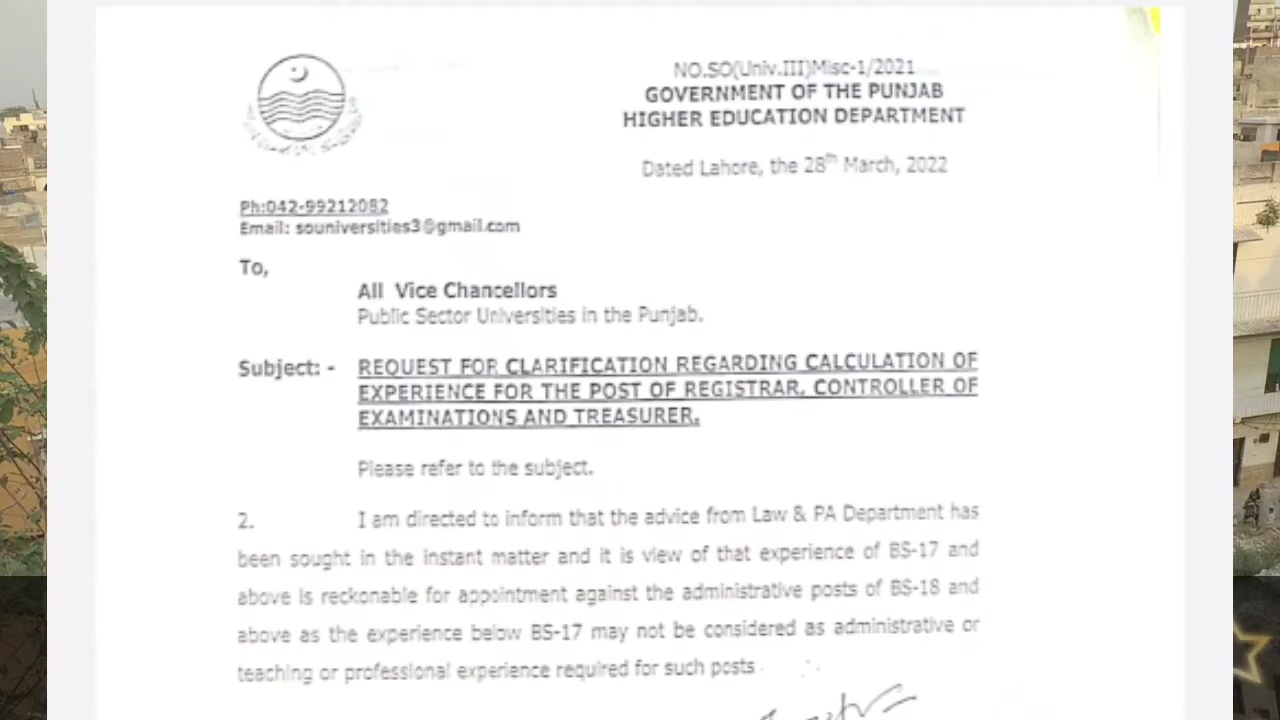 NO.SO(Univ.III)Misc-1/2021
GOVERNMENT OF THE PUNJAB
HIGHER EDUCATION DEPARTMENT
Dated Lahore, the 28th March, 2022
Ph:042-99212082
Email: souniversities3@gmail.com
To,
All Vice Chancellors
Public Sector Universities in the Punjab.
Subject: - REQUEST FOR CLARIFICATION REGARDING CALCULATION OF
EXPERIENCE FOR THE POST OF REGISTRAR, CONTROLLER OF
EXAMINATIONS AND TREASURER.
Please refer to the subject.
2. I am directed to inform that the advice from Law & PA Department has
been sought in the instant matter and it is view of that experience of BS-17 and
above is reckonable for appointment against the administrative posts of BS-18 and
above as the experience below BS-17 may not be considered as administrative or
teaching or professional experience required for such posts